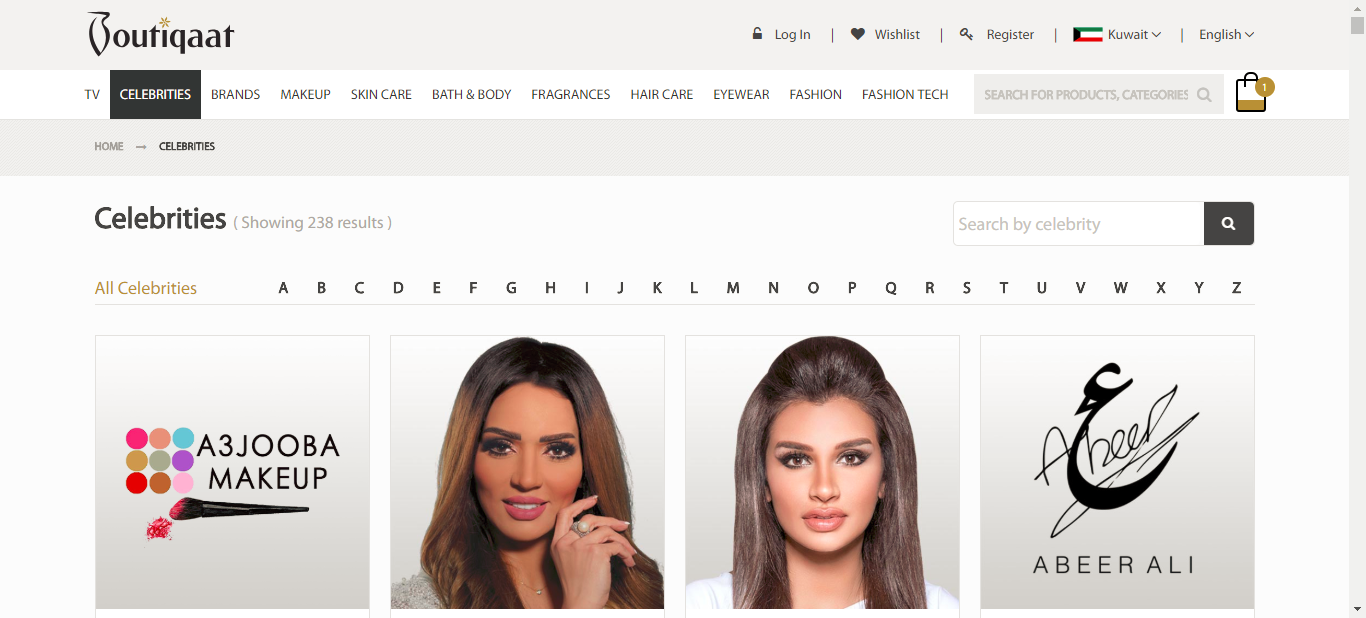 Boutiqaat
Log In | Wishlist | Register | Kuwait | English
TV CELEBRITIES BRANDS MAKEUP SKIN CARE BATH & BODY FRAGRANCES HAIR CARE EYEWEAR FASHION FASHION TECH SEARCH FOR PRODUCTS, CATEGORIES 1
HOME → CELEBRITIES
Celebrities ( Showing 238 results ) Search by celebrity
All Celebrities A B C D E F G H I J K L M N O P Q R S T U V W X Y Z
A3JOOBA
MAKEUP
ع
Abeer
ABEER ALI